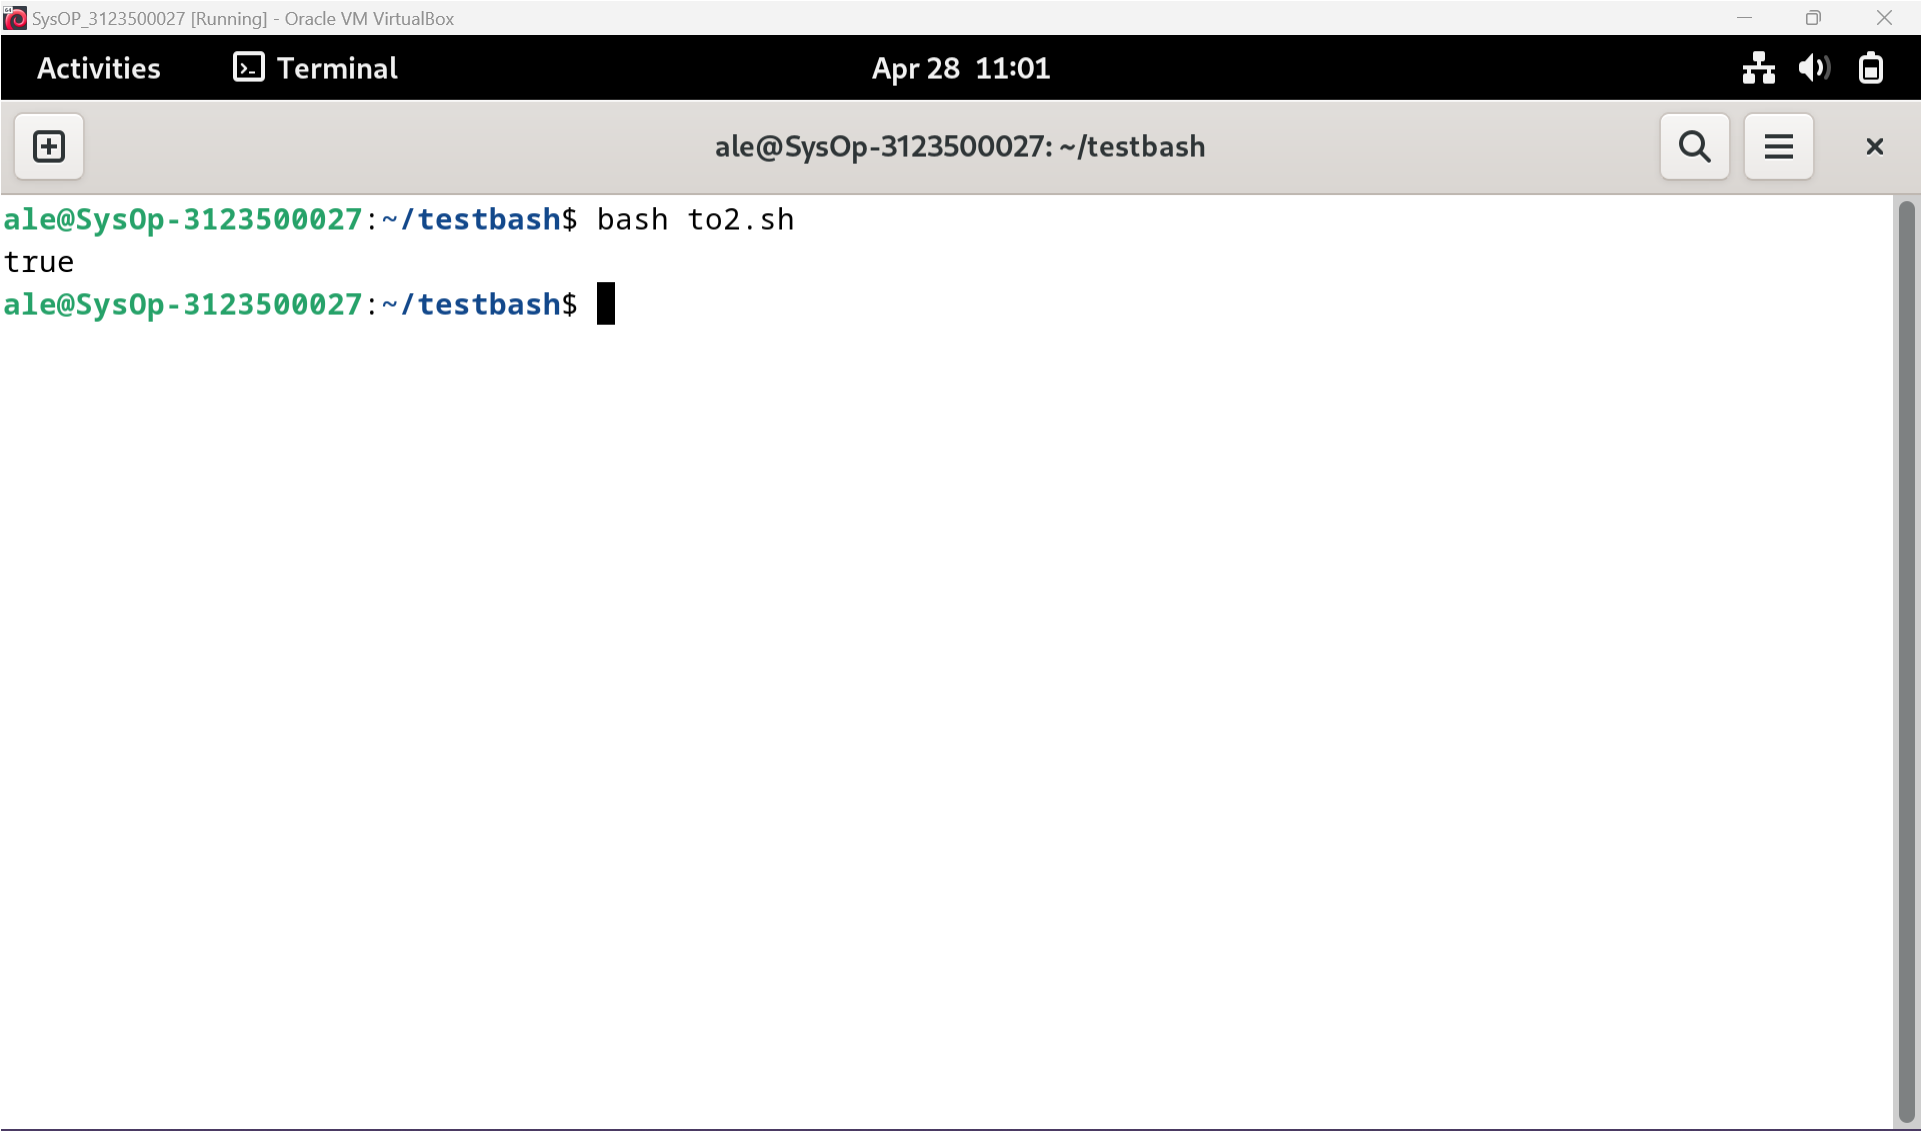 SysOP_3123500027 [Running] - Oracle VM VirtualBox
Activities Terminal Apr 28 11:01
ale@SysOp-3123500027: ~/testbash
ale@SysOp-3123500027:~/testbash$ bash to2.sh
true
ale@SysOp-3123500027:~/testbash$